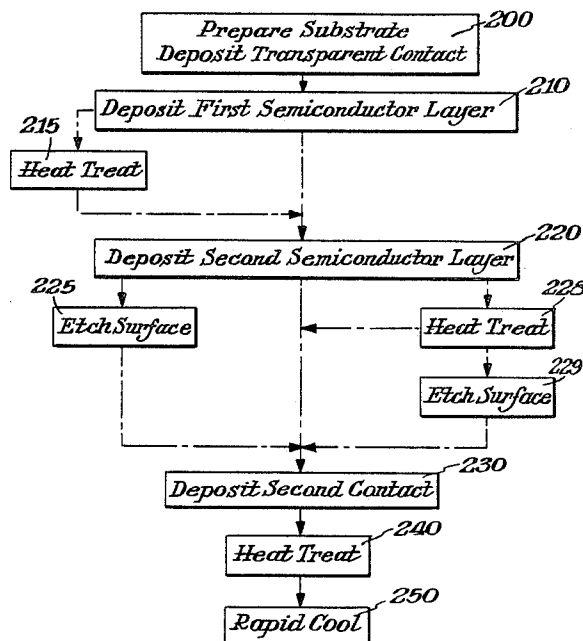 Prepare Substrate
Deposit Transparent Contact
200
Deposit First Semiconductor Layer
210
215
Heat Treat
220
Deposit Second Semiconductor Layer
225
Etch Surface
228
Heat Treat
229
Etch Surface
230
Deposit Second Contact
240
Heat Treat
250
Rapid Cool